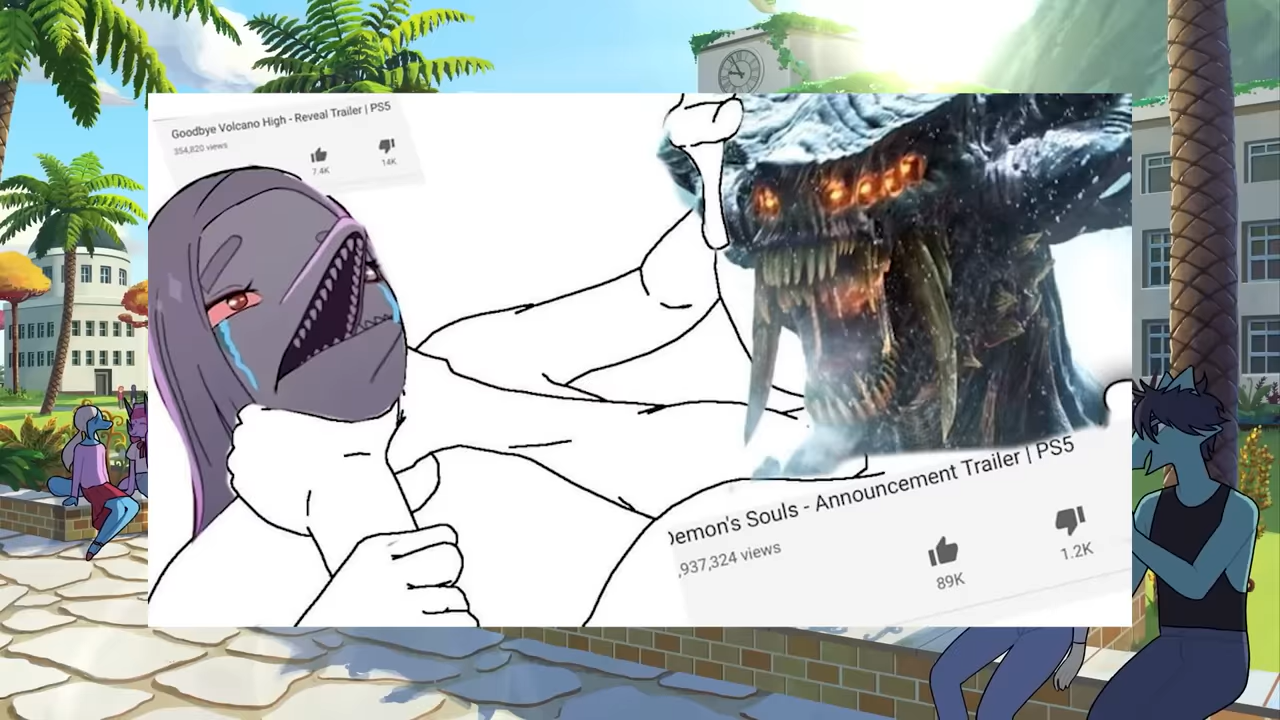 Goodbye Volcano High - Reveal Trailer | PS5
354,820 views
7.4K
14K
Demon's Souls - Announcement Trailer | PS5
,937,324 views
89K
1.2K